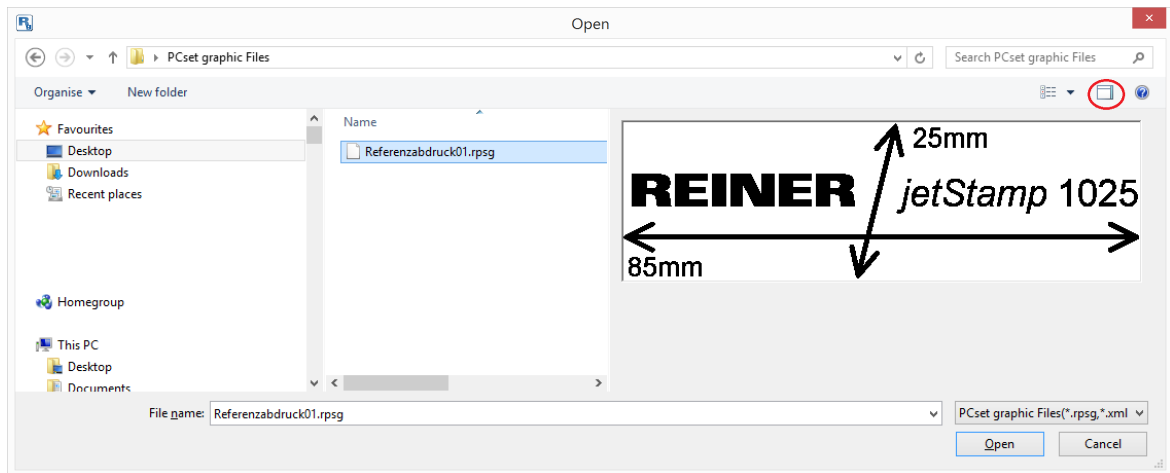 Open
PCset graphic Files
Search PCset graphic Files
Organise
New folder
Favourites
Desktop
Downloads
Recent places
Homegroup
This PC
Desktop
Documents
Name
Referenzabdruck01.rpsg
25mm
REINER jetStamp 1025
85mm
File name: Referenzabdruck01.rpsg
PCset graphic Files(*.rpsg,*.xml
Open
Cancel